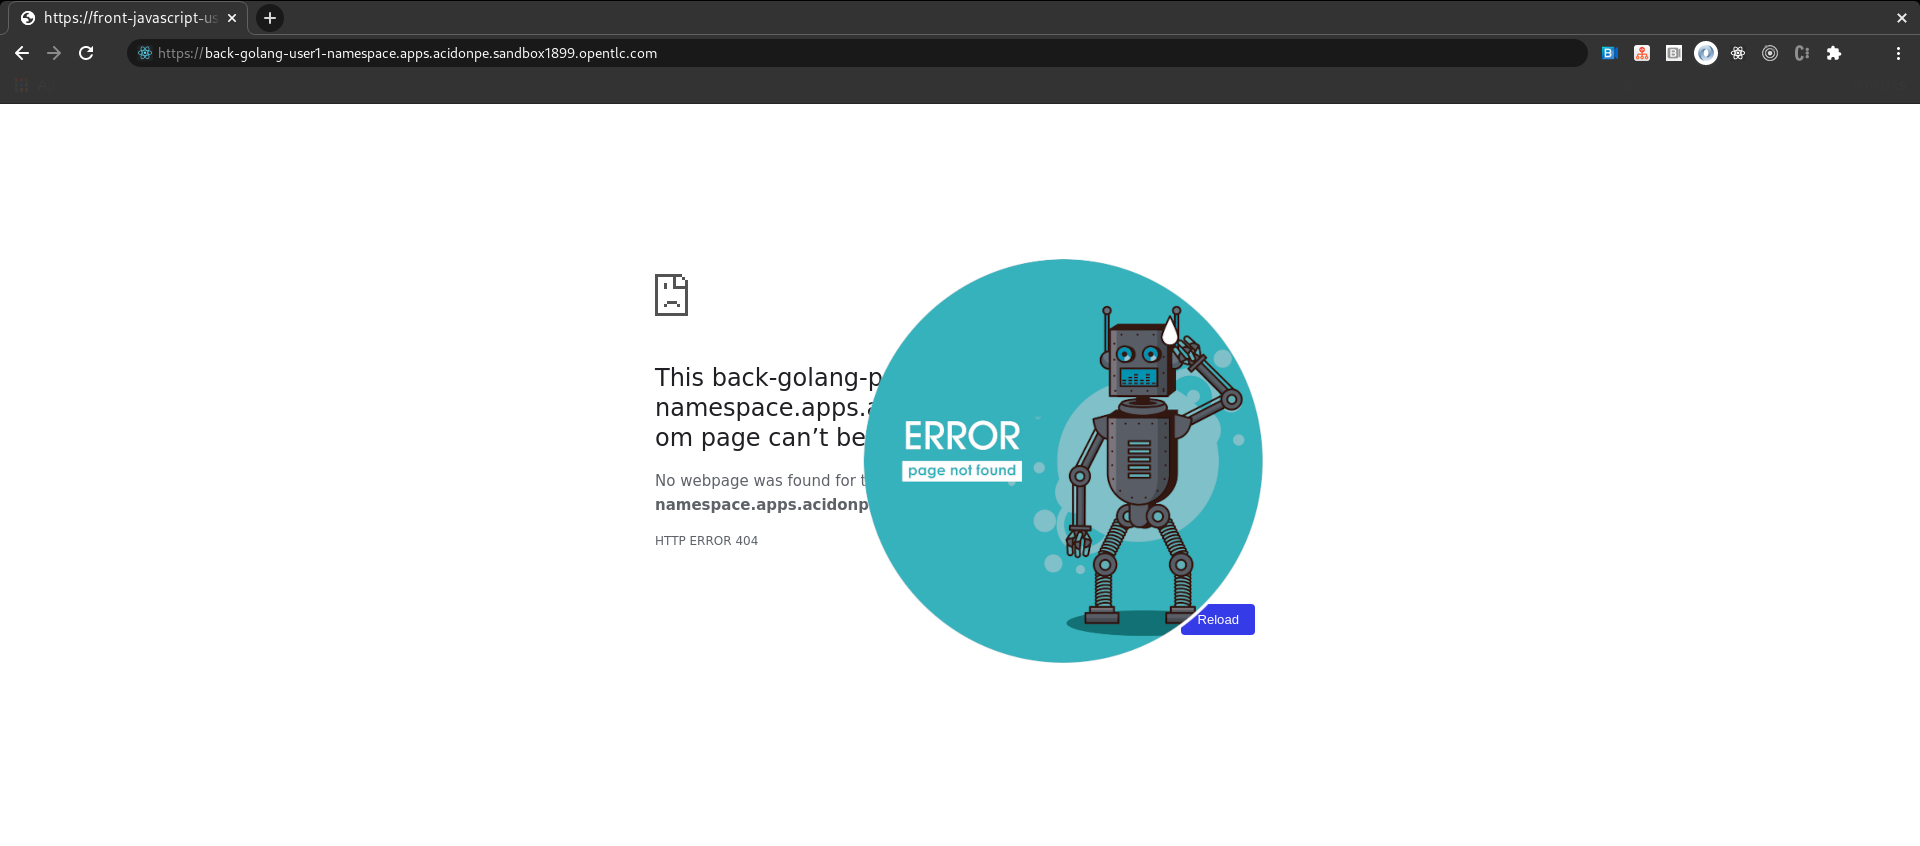 https://front-javascript-us
https://back-golang-user1-namespace.apps.acidonpe.sandbox1899.opentlc.com
This back-golang-p
namespace.apps.a
om page can’t be
No webpage was found for t
namespace.apps.acidonp
HTTP ERROR 404
ERROR
page not found
Reload